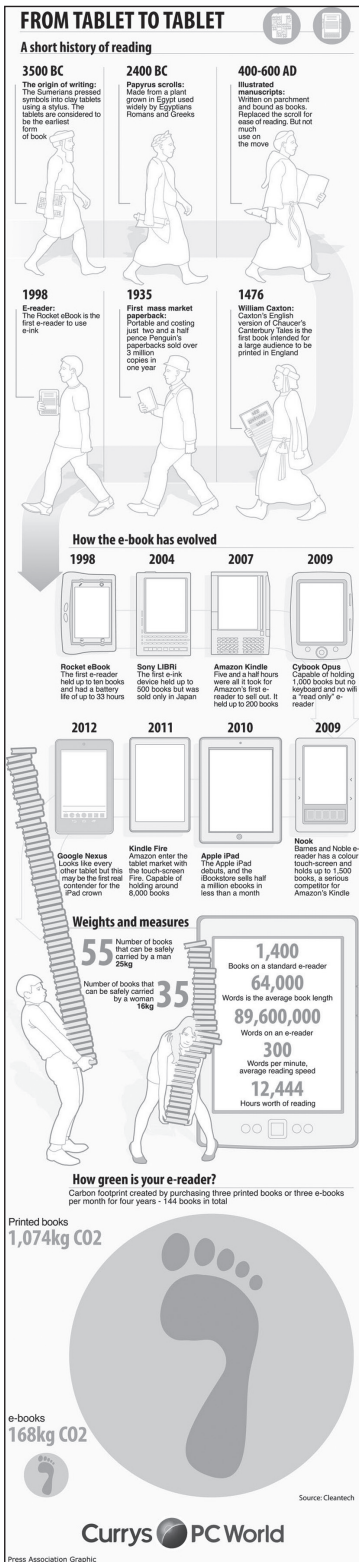 FROM TABLET TO TABLET
A short history of reading
3500 BC
The origin of writing:
The Sumerians pressed
symbols into clay tablets
using a stylus. The
tablets are considered to
be the earliest
form
of book
2400 BC
Papyrus scrolls:
Made from a plant
grown in Egypt used
widely by Egyptians
Romans and Greeks
400-600 AD
Illustrated
manuscripts:
Written on parchment
and bound as books.
Replaced the scroll for
ease of reading. But not
much
use on
the move
1998
E-reader:
The Rocket eBook is the
first e-reader to use
e-ink
1935
First mass market
paperback:
Portable and costing
just two and a half
pence Penguin's
paperbacks sold over
3 million
copies in
one year
1476
William Caxton:
Caxton's English
version of Chaucer's
Canterbury Tales is the
first book intended for
a large audience to be
printed in England
How the e-book has evolved
1998
Rocket eBook
The first e-reader
held up to ten books
and had a battery
life of up to 33 hours
2004
Sony LIBRi
The first e-ink
device held up to
500 books but was
sold only in Japan
2007
Amazon Kindle
Five and a half hours
were all it took for
Amazon's first e-
reader to sell out. It
held up to 200 books
2009
Cybook Opus
Capable of holding
1,000 books but no
keyboard and no wifi
a "read only" e-
reader
2012
Google Nexus
Looks like every
other tablet but this
may be the first real
contender for the
iPad crown
2011
Kindle Fire
Amazon enter the
tablet market with
the touch-screen
Fire. Capable of
holding around
8,000 books
2010
Apple iPad
The Apple iPad
debuts, and the
iBookstore sells half
a million ebooks in
less than a month
2009
Nook
Barnes and Noble e-
reader has a colour
touch-screen and
holds up to 1,500
books, a serious
competitor for
Amazon's Kindle
Weights and measures
55
Number of books
that can be safely
carried by a man
25kg
Number of books that
can be safely carried
by a woman
16kg
35
1,400
Books on a standard e-reader
64,000
Words is the average book length
89,600,000
Words on an e-reader
300
Words per minute,
average reading speed
12,444
Hours worth of reading
How green is your e-reader?
Carbon footprint created by purchasing three printed books or three e-books
per month for four years - 144 books in total
Printed books
1,074kg CO2
e-books
168kg CO2
Source: Cleantech
Currys PC World
Press Association Graphic